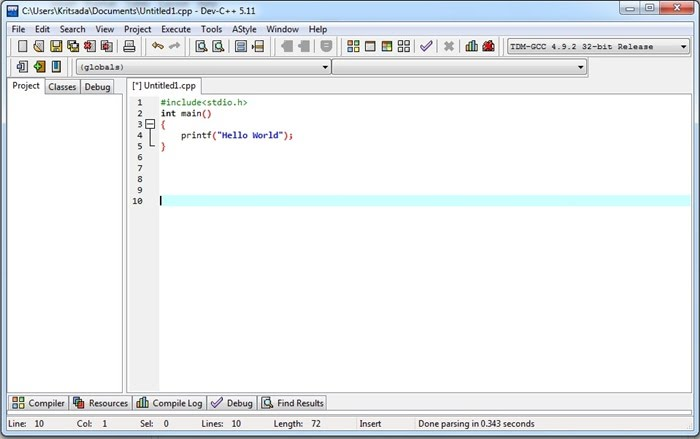 C:\Users\Kritsada\Documents\Untitled1.cpp - Dev-C++ 5.11
File Edit Search View Project Execute Tools AStyle Window Help
TDM-GCC 4.9.2 32-bit Release
(globals)
Project Classes Debug [*] Untitled1.cpp
1 #include<stdio.h>
2 int main()
3 {
4 printf("Hello World");
5 }
6
7
8
9
10
Compiler Resources Compile Log Debug Find Results
Line: 10 Col: 1 Sel: 0 Lines: 10 Length: 72 Insert Done parsing in 0.343 seconds